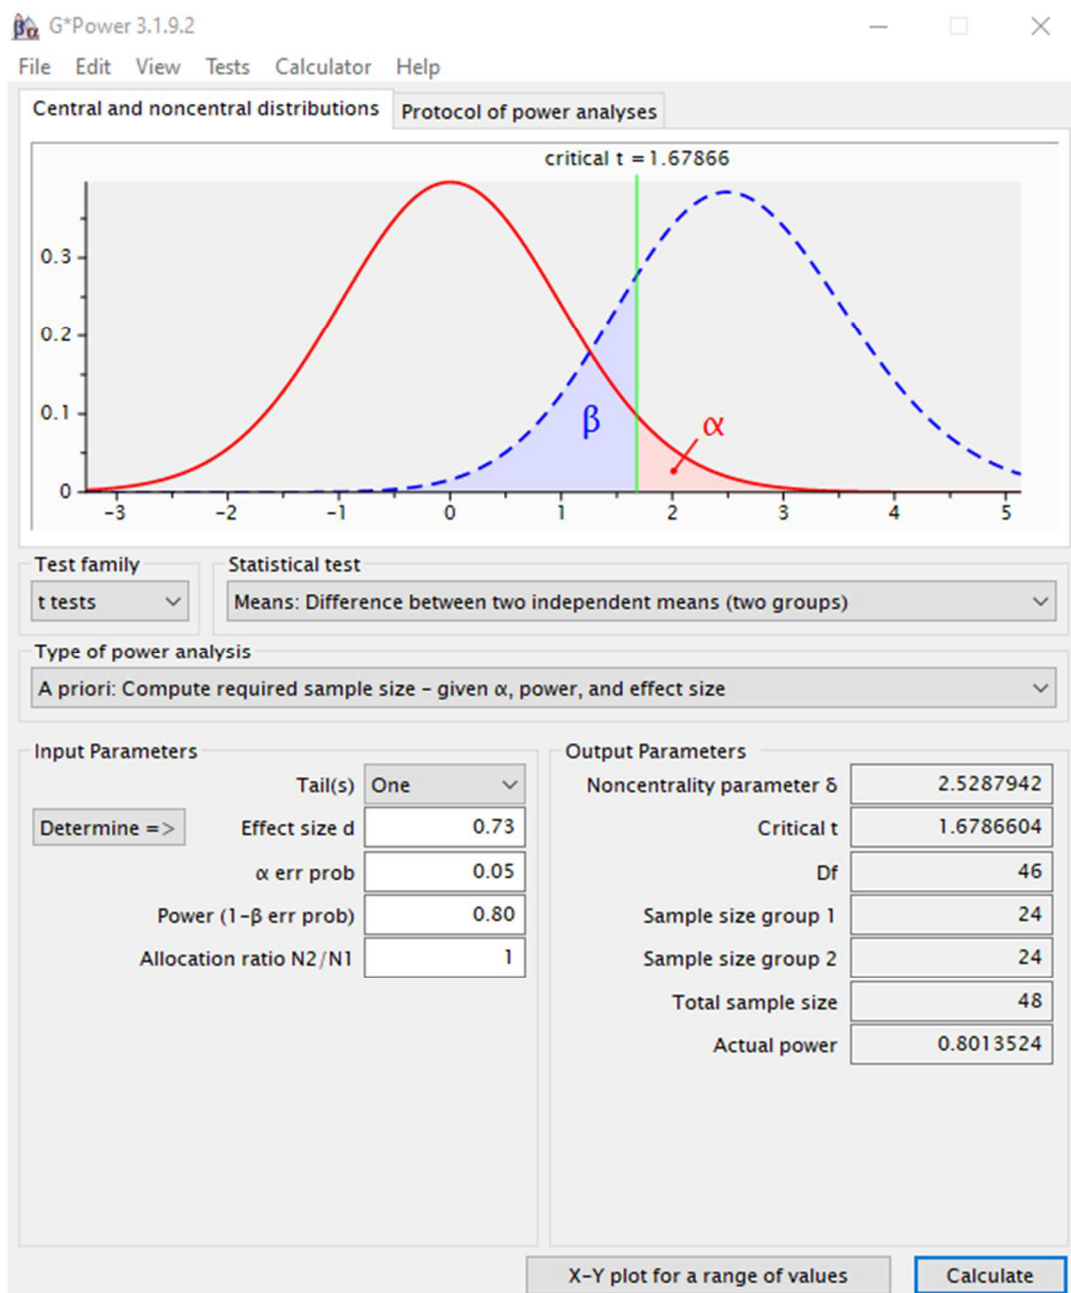 G*Power 3.1.9.2
File Edit View Tests Calculator Help
Central and noncentral distributions Protocol of power analyses
critical t = 1.67866
0.3
0.2
0.1
0
β
α
-3 -2 -1 0 1 2 3 4 5
Test family Statistical test
t tests Means: Difference between two independent means (two groups)
Type of power analysis
A priori: Compute required sample size - given α, power, and effect size
Input Parameters
Tail(s) One
Determine => Effect size d 0.73
α err prob 0.05
Power (1-β err prob) 0.80
Allocation ratio N2/N1 1
Output Parameters
Noncentrality parameter δ 2.5287942
Critical t 1.6786604
Df 46
Sample size group 1 24
Sample size group 2 24
Total sample size 48
Actual power 0.8013524
X-Y plot for a range of values Calculate